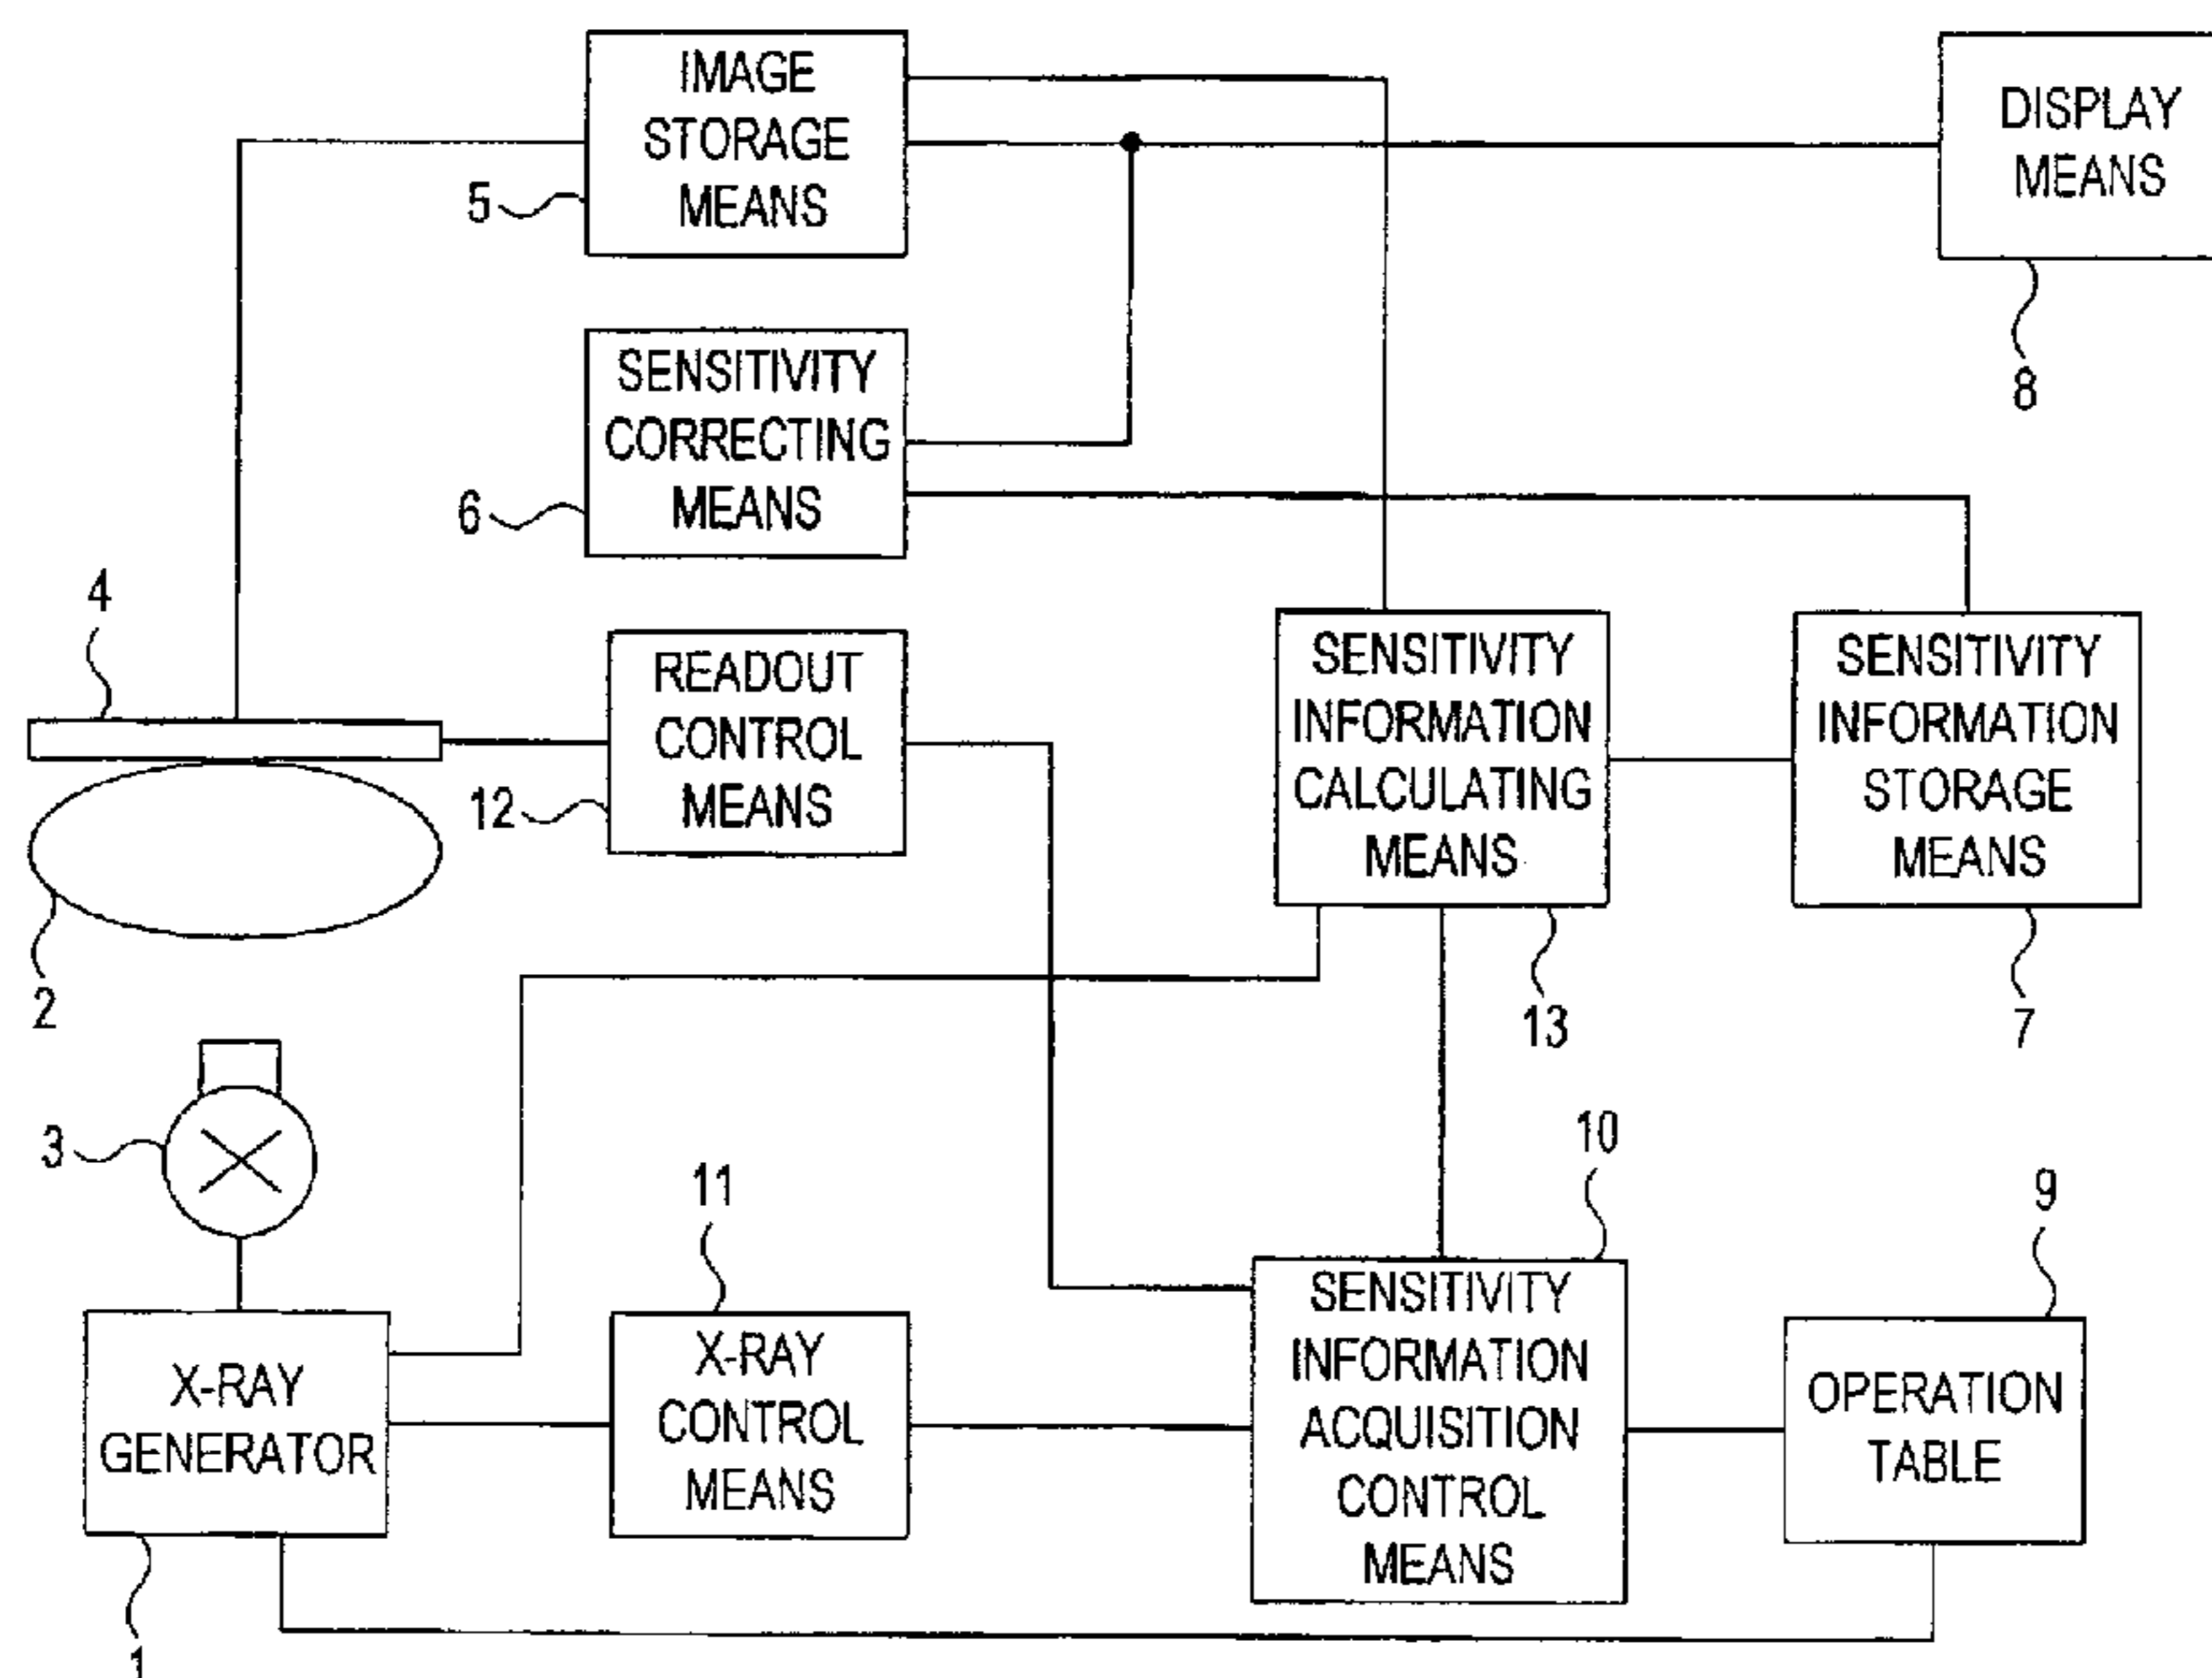 IMAGE
STORAGE
MEANS
5
DISPLAY
MEANS
8
SENSITIVITY
CORRECTING
MEANS
6
4
READOUT
CONTROL
MEANS
12
SENSITIVITY
INFORMATION
CALCULATING
MEANS
13
SENSITIVITY
INFORMATION
STORAGE
MEANS
7
2
3
11
10
9
X-RAY
GENERATOR
1
X-RAY
CONTROL
MEANS
SENSITIVITY
INFORMATION
ACQUISITION
CONTROL
MEANS
OPERATION
TABLE